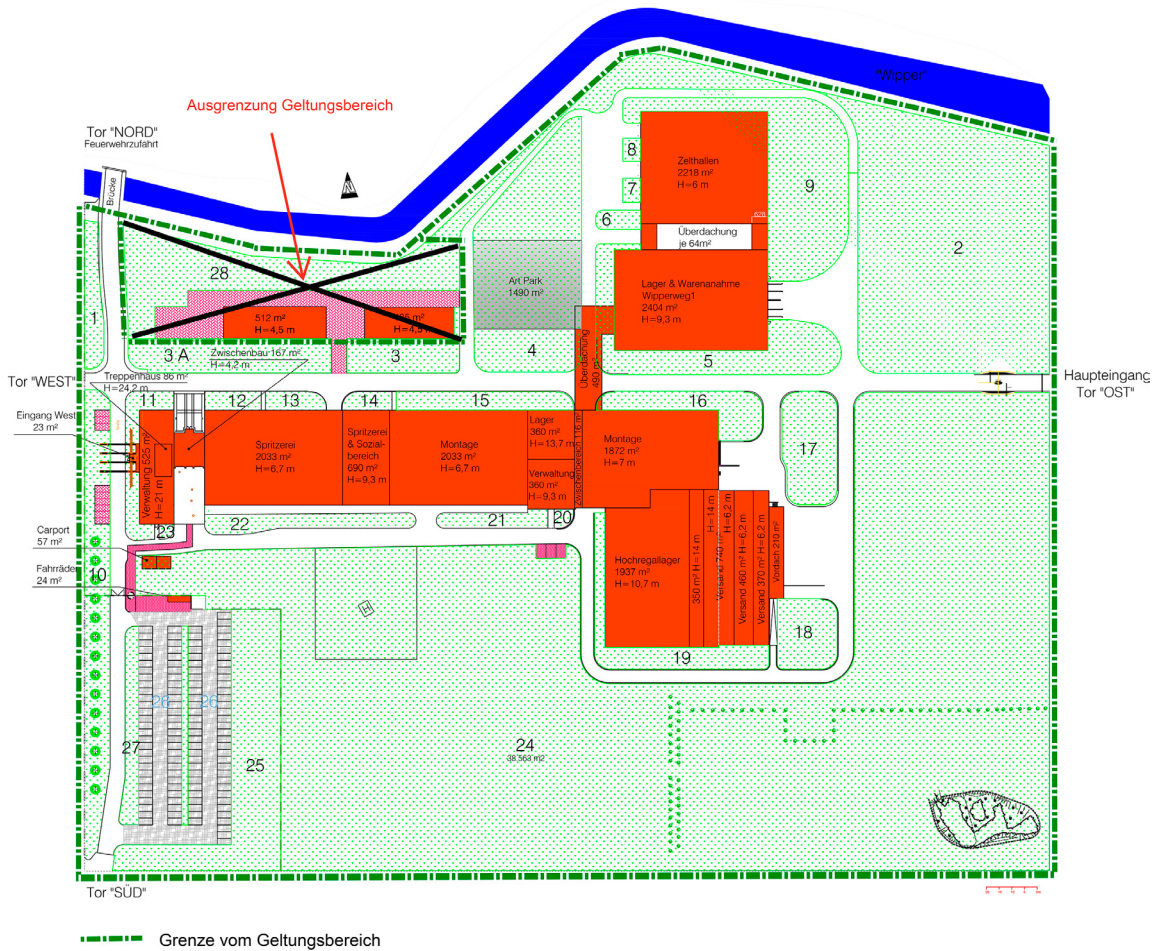 "Wipper"
Ausgrenzung Geltungsbereich
Tor "NORD"
Feuerwehrzufahrt
Brücke
N
8
7
6
9
2
Zelthallen
2218 m²
H=6 m
Überdachung
je 64m²
Lager & Warenanahme
Wipperweg1
2404 m²
H=9,3 m
Art Park
1490 m²
28
1
512 m²
H=4,5 m
H=4,5
3 A
3
4
5
Zwischenbau 167 m²
H=4,2 m
Treppenhaus 86 m²
H=24,2 m
Überdachung
490 m²
Tor "WEST"
Haupteingang
Tor "OST"
Eingang West
23 m²
11
12
13
14
15
16
17
Verwaltung 525 m²
H=21 m
Spritzerei
2033 m²
H=6,7 m
Spritzerei
& Sozial-
bereich
690 m²
H=9,3 m
Montage
2033 m²
H=6,7 m
Lager
360 m²
H=13,7 m
Verwaltung
360 m²
H=9,3 m
Zwischenbereich 116 m²
Montage
1872 m²
H=7 m
23
22
21
20
Carport
57 m²
Fahrräder
24 m²
10
H
Hochregallager
1937 m²
H=10,7 m
350 m² H=14 m
H=14 m
Versand 740 m² H=6,2 m
Versand 460 m² H=6,2 m
Versand 370 m² H=6,2 m
Vordach 210 m²
18
19
26
26
27
25
24
38.563 m2
Tor "SÜD"
Grenze vom Geltungsbereich